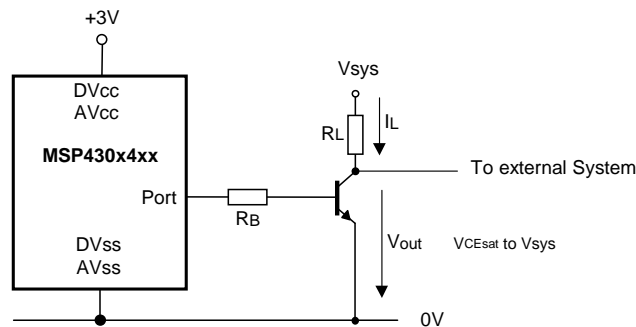 +3V
Vsys
DVcc
AVcc
MSP430x4xx
RL
IL
To external System
Port
RB
DVss
AVss
Vout VCEsat to Vsys
0V